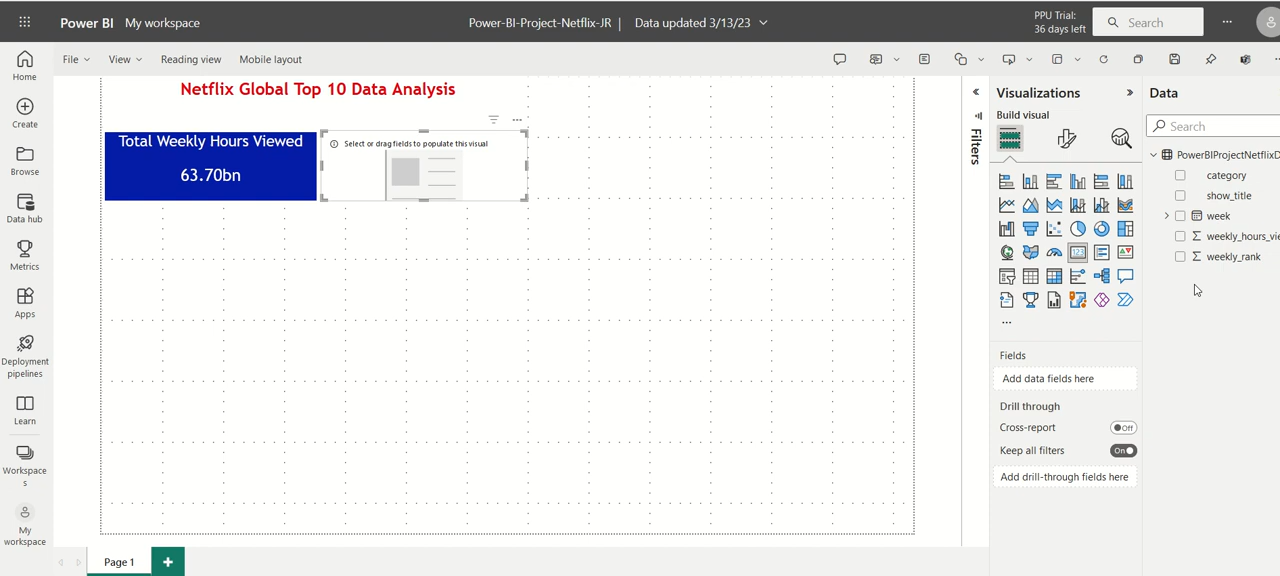 Power BI My workspace
Power-BI-Project-Netflix-JR | Data updated 3/13/23
PPU Trial:
36 days left
Search
File View Reading view Mobile layout
Home
Create
Browse
Data hub
Metrics
Apps
Deployment
pipelines
Learn
Workspace
s
My
workspace
Netflix Global Top 10 Data Analysis
Total Weekly Hours Viewed
63.70bn
Select or drag fields to populate this visual
Page 1
Filters
Visualizations
Build visual
123
Fields
Add data fields here
Drill through
Cross-report
Off
Keep all filters
On
Add drill-through fields here
Data
Search
PowerBIProjectNetflixD
category
show_title
week
weekly_hours_vie
weekly_rank